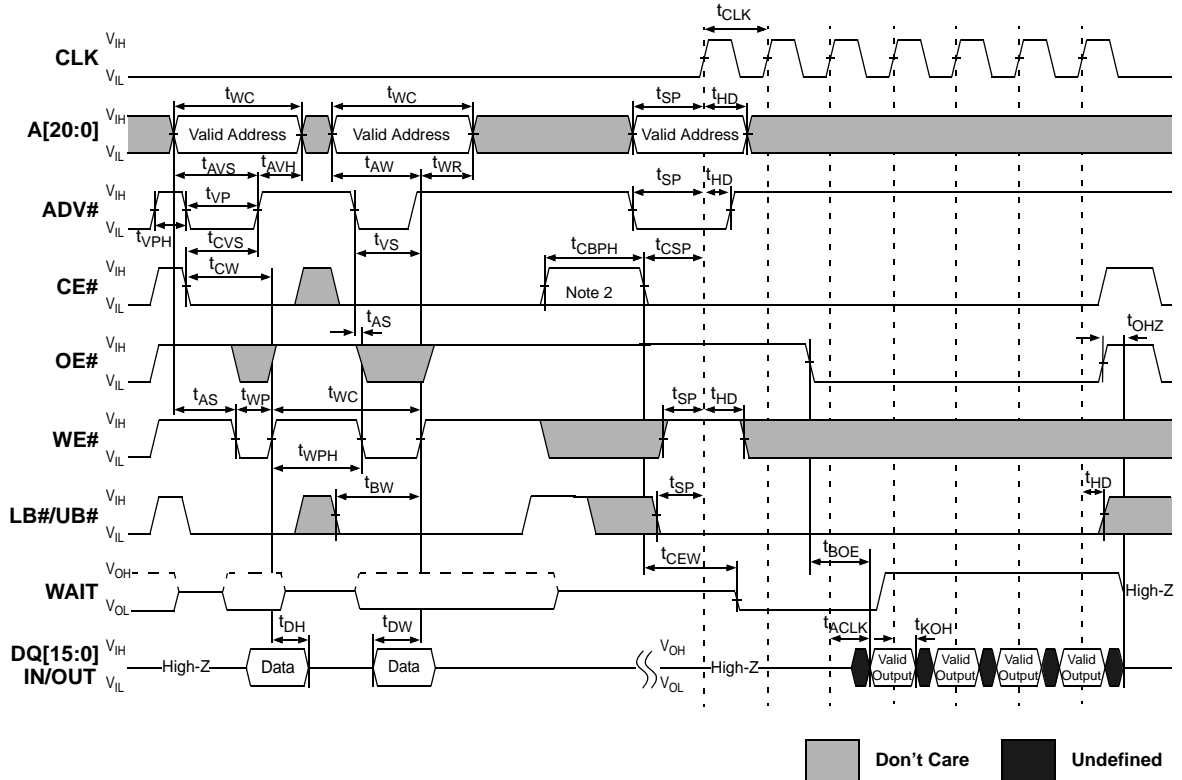 tCLK
CLK VIH
VIL
tWC tWC tSP tHD
A[20:0] VIH
Valid Address Valid Address Valid Address
VIL
tAVS tAVH tAW tWR tSP tHD
ADV# VIH
tVP
VIL
tVPH tCVS tVS tCBPH tCSP
tCW
CE# VIH
Note 2
VIL
tAS tOHZ
OE# VIH
VIL
tAS tWP tWC tSP tHD
WE# VIH
VIL
tWPH
tBW tSP tHD
LB#/UB# VIH
VIL
tCEW tBOE
WAIT VOH
High-Z
VOL
tDH tDW tACLK tKOH
DQ[15:0] IN/OUT VIH VOH
High-Z Data Data High-Z Valid Output Valid Output Valid Output Valid Output
VIL VOL
Don't Care Undefined